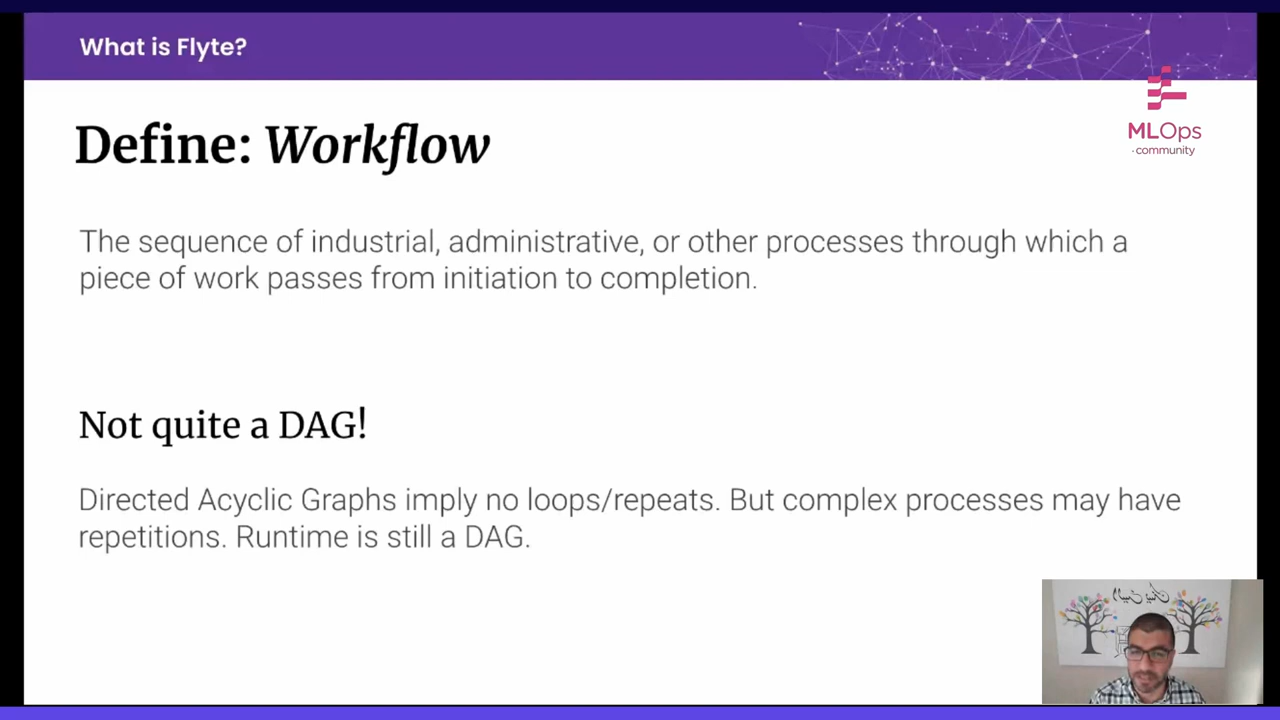 What is Flyte?
MLOps
community
Define: Workflow
The sequence of industrial, administrative, or other processes through which a
piece of work passes from initiation to completion.
Not quite a DAG!
Directed Acyclic Graphs imply no loops/repeats. But complex processes may have
repetitions. Runtime is still a DAG.